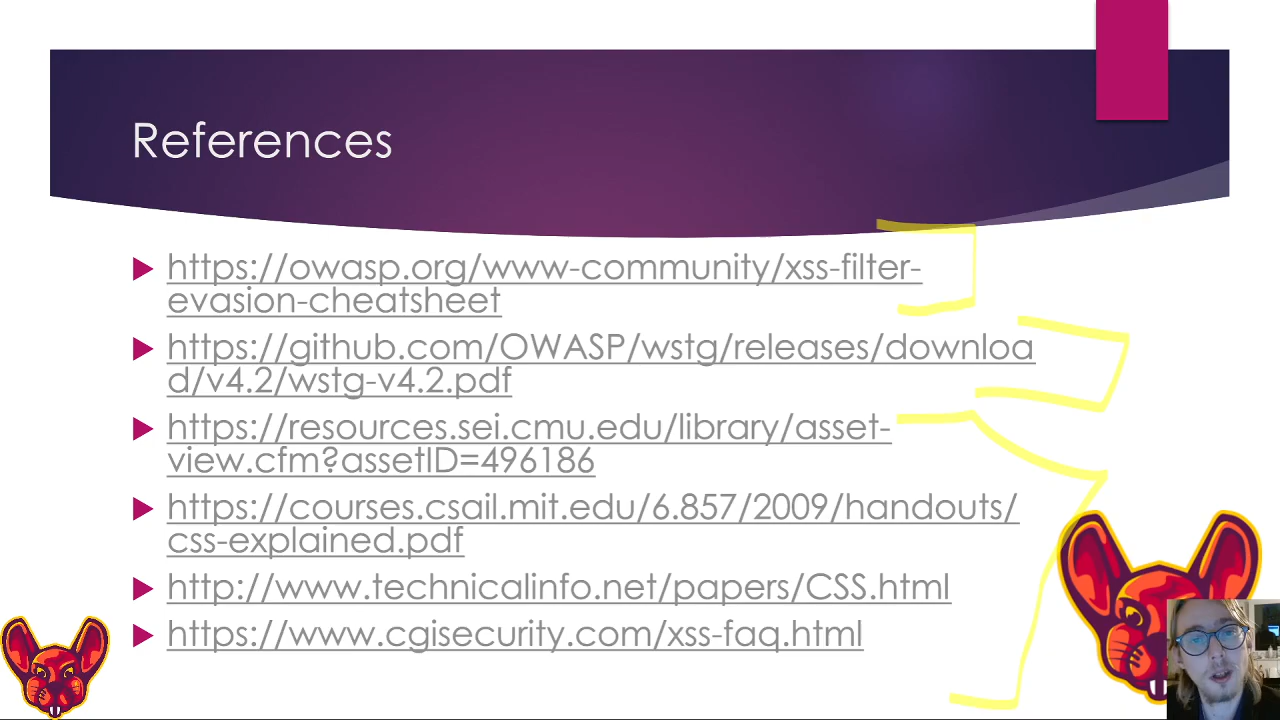 References
https://owasp.org/www-community/xss-filter-
evasion-cheatsheet
https://github.com/OWASP/wstg/releases/downloa
d/v4.2/wstg-v4.2.pdf
https://resources.sei.cmu.edu/library/asset-
view.cfm?assetID=496186
https://courses.csail.mit.edu/6.857/2009/handouts/
css-explained.pdf
http://www.technicalinfo.net/papers/CSS.html
https://www.cgisecurity.com/xss-faq.html